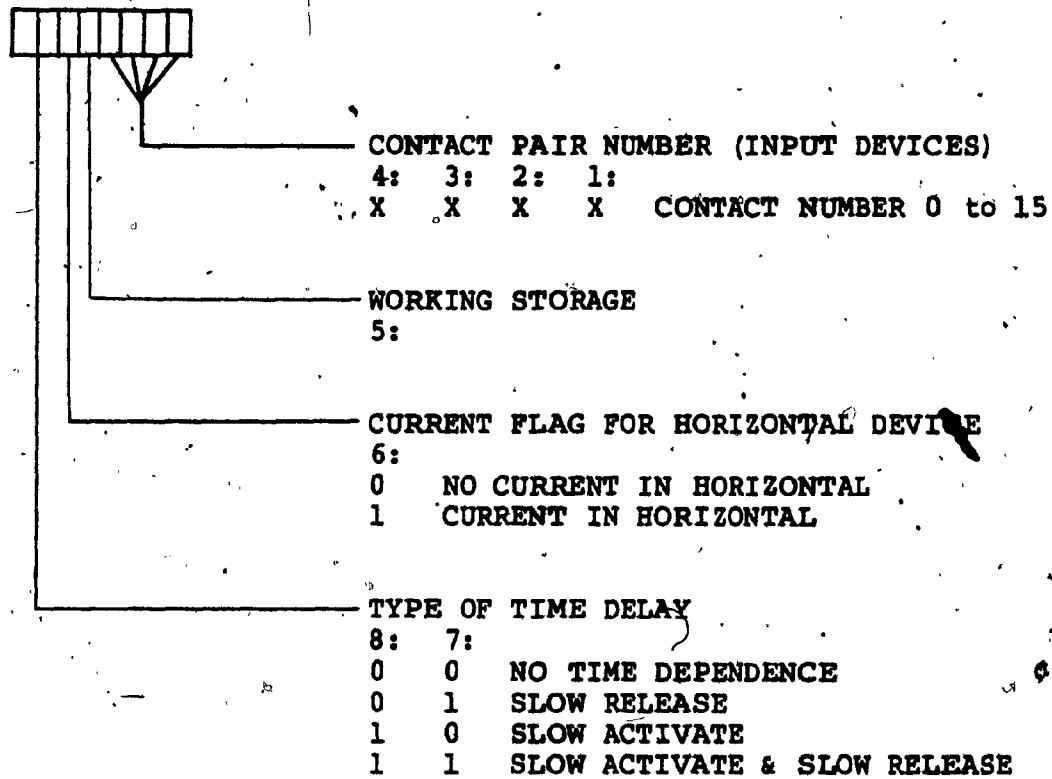 CONTACT PAIR NUMBER (INPUT DEVICES)
4: 3: 2: 1:
X X X X CONTACT NUMBER 0 to 15
WORKING STORAGE
5:
CURRENT FLAG FOR HORIZONTAL DEVICE
6:
0 NO CURRENT IN HORIZONTAL
1 CURRENT IN HORIZONTAL
TYPE OF TIME DELAY
8: 7:
0 0 NO TIME DEPENDENCE
0 1 SLOW RELEASE
1 0 SLOW ACTIVATE
1 1 SLOW ACTIVATE & SLOW RELEASE